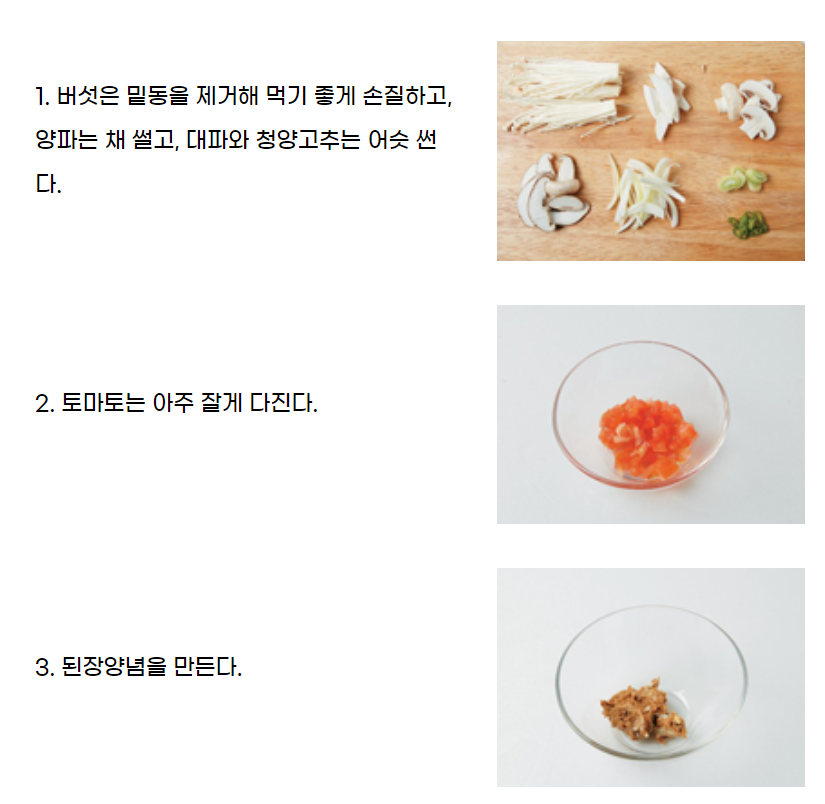 1. 버섯은 밑동을 제거해 먹기 좋게 손질하고,
양파는 채 썰고, 대파와 청양고추는 어슷 썬
다.
2. 토마토는 아주 잘게 다진다.
3. 된장양념을 만든다.